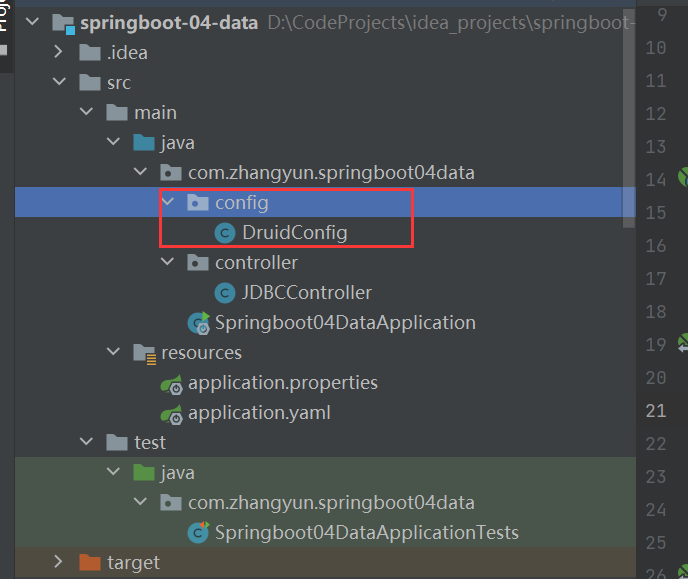 springboot-04-data D:\CodeProjects\idea_projects\springboot-
.idea
src
main
java
com.zhangyun.springboot04data
config
DruidConfig
controller
JDBCController
Springboot04DataApplication
resources
application.properties
application.yaml
test
java
com.zhangyun.springboot04data
Springboot04DataApplicationTests
target
9
10
11
12
13
14
15
16
17
18
19
20
21
22
23
24
25
26